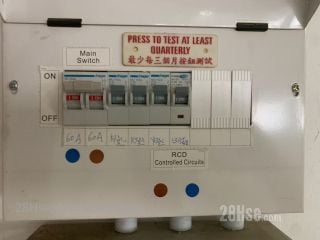 PRESS TO TEST AT LEAST
QUARTERLY
最少每三個月按鈕測試
Main
Switch
ON
OFF
60A 60A
RCD
Controlled Circuits
28Hse.com